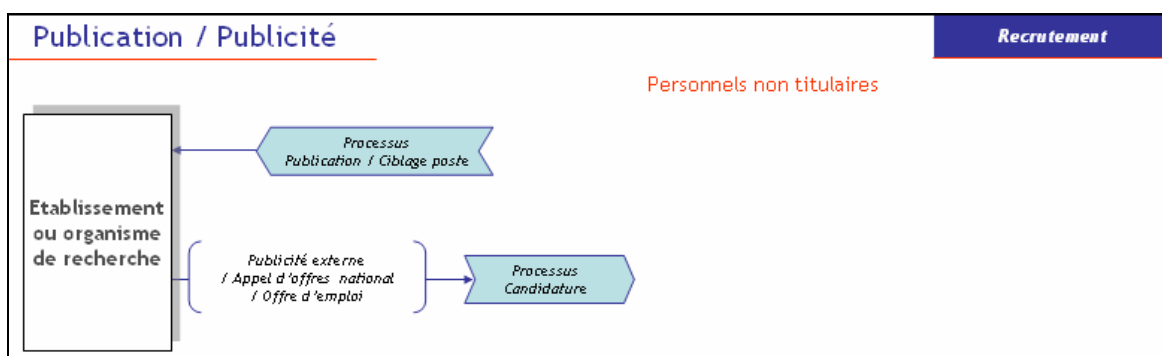 Publication / Publicité
Recrutement
Personnels non titulaires
Processus
Publication / Ciblage poste
Etablissement
ou organisme
de recherche
Publicité externe
/ Appel d'offres national
/ Offre d'emploi
Processus
Candidature